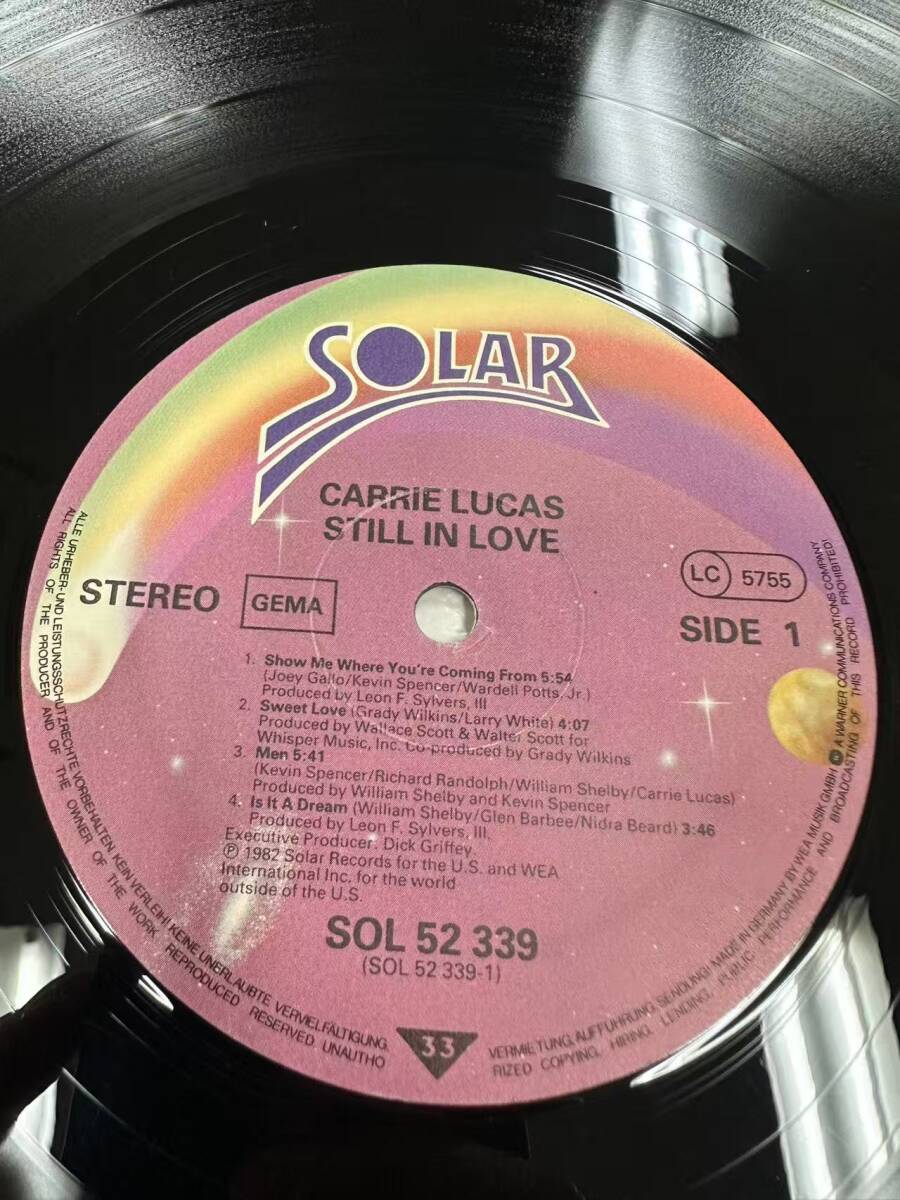 SOLAR
CARRIE LUCAS
STILL IN LOVE
STEREO
GEMA
LC 5755
SIDE 1
1. Show Me Where You're Coming From 5:54
(Joey Gallo/Kevin Spencer/Wardell Potts, Jr.)
Produced by Leon F. Sylvers, III
2. Sweet Love (Grady Wilkins/Larry White) 4:07
Produced by Wallace Scott & Walter Scott for
Whisper Music, Inc. Co-produced by Grady Wilkins
3. Men 5:41
(Kevin Spencer/Richard Randolph/William Shelby/Carrie Lucas)
Produced by William Shelby and Kevin Spencer
4. Is It A Dream (William Shelby/Glen Barbee/Nidra Beard) 3:46
Produced by Leon F. Sylvers, III.
Executive Producer: Dick Griffey.
℗ 1982 Solar Records for the U.S. and WEA
International Inc. for the world
outside of the U.S.
SOL 52 339
(SOL 52 339-1)
33
ALLE URHEBER- UND LEISTUNGSSCHUTZRECHTE VORBEHALTEN KEIN VERLEIH! KEINE UNERLAUBTE VERVIELFÄLTIGUNG,
VERMIETUNG, AUFFÜHRUNG, SENDUNG! MADE IN GERMANY BY WEA MUSIK GMBH A WARNER COMMUNICATIONS COMPANY
ALL RIGHTS OF THE PRODUCER AND OF THE OWNER OF THE WORK REPRODUCED RESERVED UNAUTHO
RIZED COPYING, HIRING, LENDING, PUBLIC PERFORMANCE AND BROADCASTING OF THIS RECORD PROHIBITED!